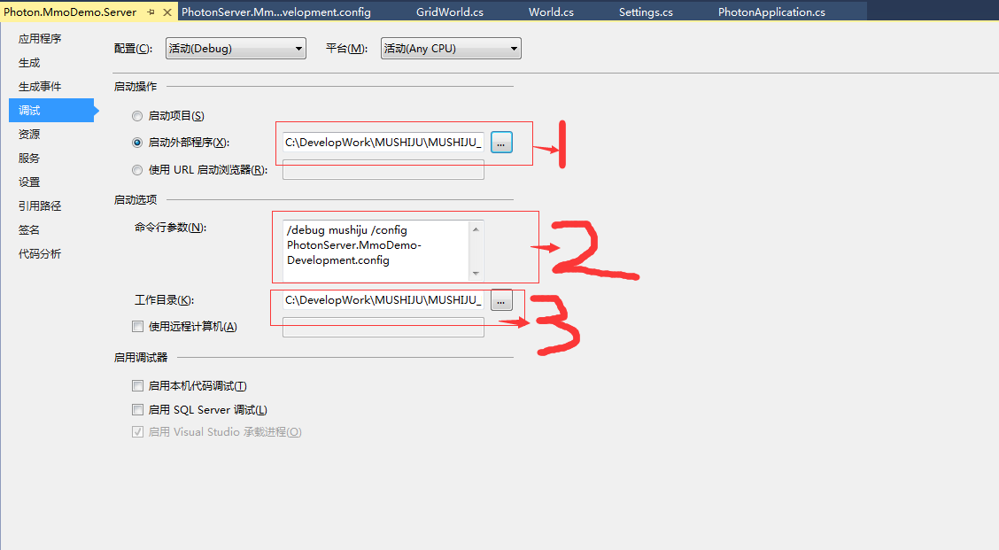 Photon.MmoDemo.Server PhotonServer.Mm...velopment.config GridWorld.cs World.cs Settings.cs PhotonApplication.cs
应用程序
生成
生成事件
调试
资源
服务
设置
引用路径
签名
代码分析
配置(C): 活动(Debug) 平台(M): 活动(Any CPU)
启动操作
启动项目(S)
启动外部程序(X): C:\DevelopWork\MUSHIJU\MUSHIJU_ ...
1
使用 URL 启动浏览器(R):
启动选项
命令行参数(N): /debug mushiju /config
PhotonServer.MmoDemo-
Development.config
2
工作目录(K): C:\DevelopWork\MUSHIJU\MUSHIJU_ ...
3
使用远程计算机(A)
启用调试器
启用本机代码调试(T)
启用 SQL Server 调试(L)
启用 Visual Studio 承载进程(O)